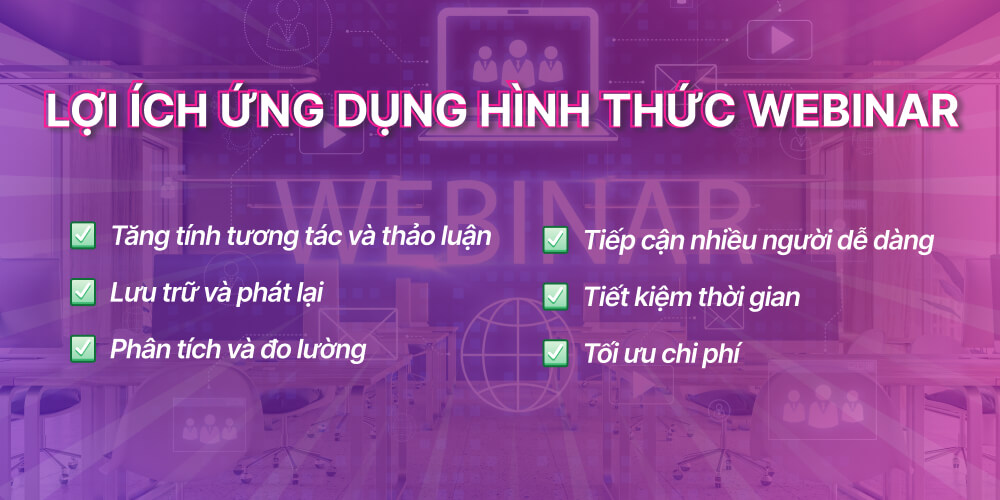 LỢI ÍCH ỨNG DỤNG HÌNH THỨC WEBINAR
WEBINAR
Tăng tính tương tác và thảo luận
Lưu trữ và phát lại
Phân tích và đo lường
Tiếp cận nhiều người dễ dàng
Tiết kiệm thời gian
Tối ưu chi phí